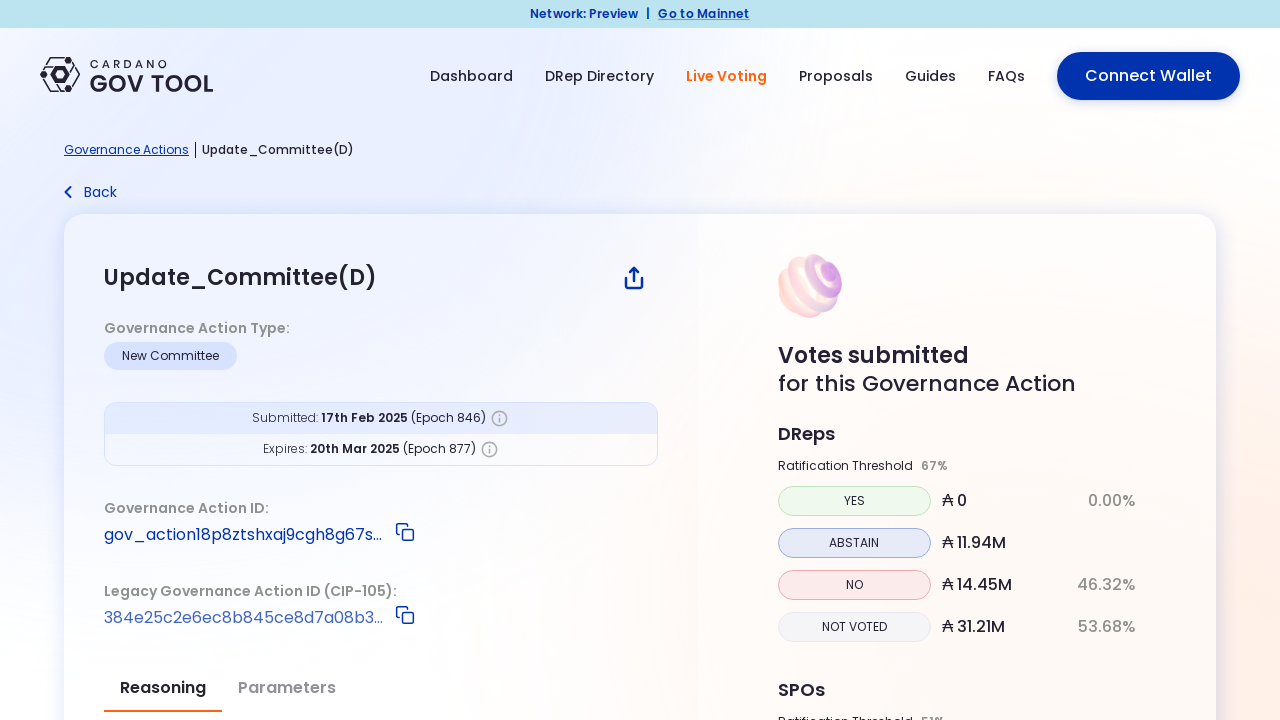 Network: Preview | Go to Mainnet
CARDANO
GOV TOOL
Dashboard
DRep Directory
Live Voting
Proposals
Guides
FAQs
Connect Wallet
Governance Actions | Update_Committee(D)
Back
Update_Committee(D)
Governance Action Type:
New Committee
Submitted: 17th Feb 2025 (Epoch 846)
Expires: 20th Mar 2025 (Epoch 877)
Governance Action ID:
gov_action18p8ztshxaj9cgh8g67s...
Legacy Governance Action ID (CIP-105):
384e25c2e6ec8b845ce8d7a08b3...
Reasoning
Parameters
Votes submitted
for this Governance Action
DReps
Ratification Threshold 67%
YES ₳ 0 0.00%
ABSTAIN ₳ 11.94M
NO ₳ 14.45M 46.32%
NOT VOTED ₳ 31.21M 53.68%
SPOs
Ratification Threshold 51%